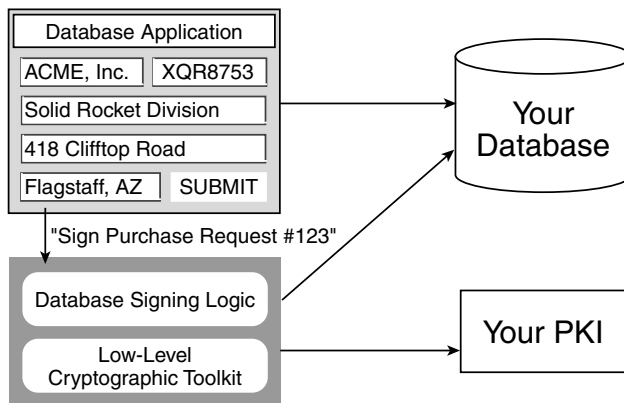 Database Application
ACME, Inc.
XQR8753
Solid Rocket Division
418 Clifftop Road
Flagstaff, AZ
SUBMIT
Your
Database
"Sign Purchase Request #123"
Database Signing Logic
Low-Level
Cryptographic Toolkit
Your PKI